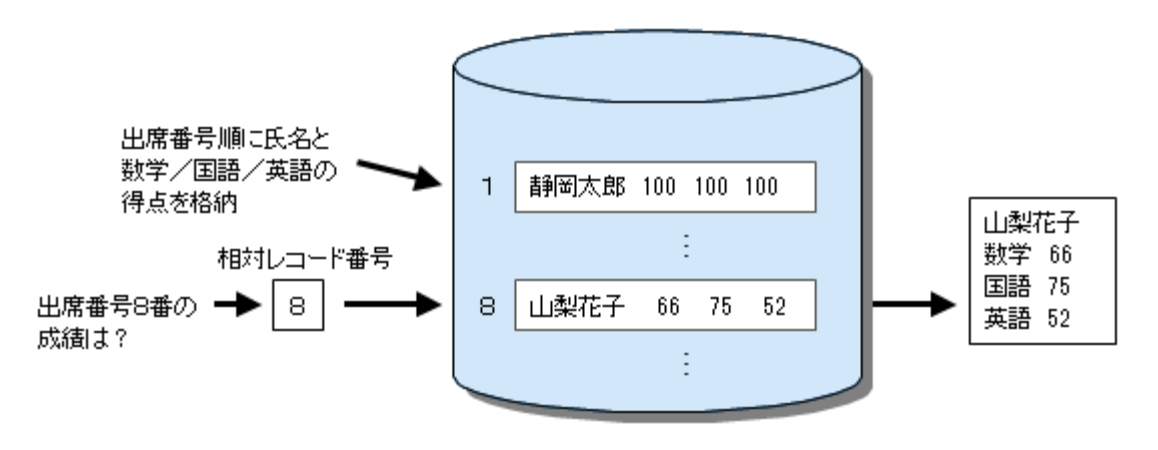 出席番号順に氏名と
数学／国語／英語の
得点を格納
1 静岡太郎 100 100 100
⋮
相対レコード番号
出席番号8番の
成績は？
8
8 山梨花子 66 75 52
⋮
山梨花子
数学 66
国語 75
英語 52